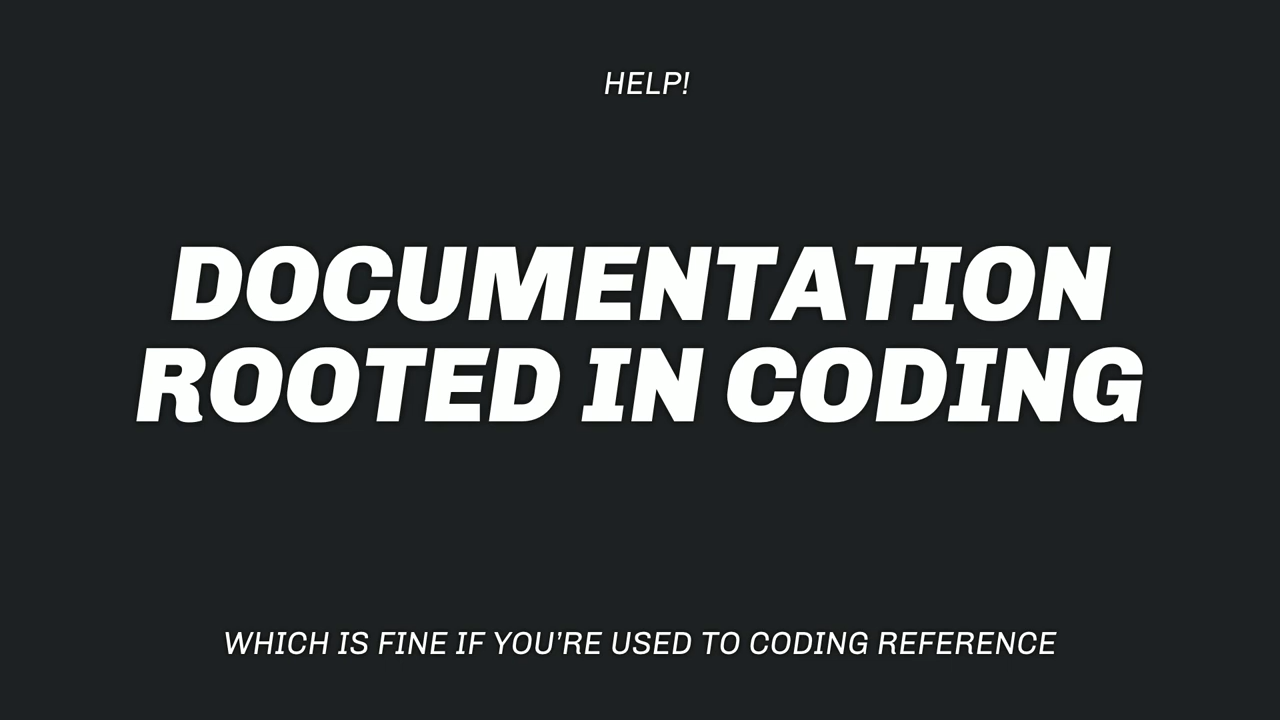 HELP!
DOCUMENTATION
ROOTED IN CODING
WHICH IS FINE IF YOU’RE USED TO CODING REFERENCE